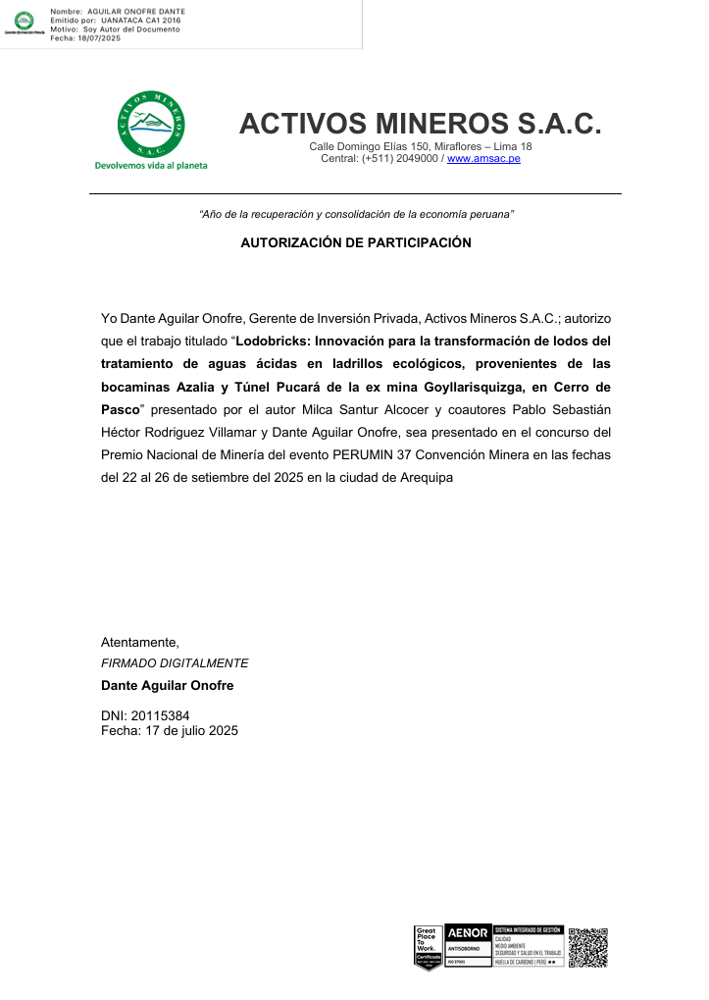 Nombre: AGUILAR ONOFRE DANTE
Emitido por: UANATACA CA1 2016
Motivo: Soy Autor del Documento
Fecha: 18/07/2025
ACTIVOS MINEROS
S.A.C.
Devolvemos vida al planeta
ACTIVOS MINEROS S.A.C.
Calle Domingo Elías 150, Miraflores – Lima 18
Central: (+511) 2049000 / www.amsac.pe
“Año de la recuperación y consolidación de la economía peruana”
AUTORIZACIÓN DE PARTICIPACIÓN
Yo Dante Aguilar Onofre, Gerente de Inversión Privada, Activos Mineros S.A.C.; autorizo
que el trabajo titulado “Lodobricks: Innovación para la transformación de lodos del
tratamiento de aguas ácidas en ladrillos ecológicos, provenientes de las
bocaminas Azalia y Túnel Pucará de la ex mina Goyllarisquizga, en Cerro de
Pasco” presentado por el autor Milca Santur Alcocer y coautores Pablo Sebastián
Héctor Rodriguez Villamar y Dante Aguilar Onofre, sea presentado en el concurso del
Premio Nacional de Minería del evento PERUMIN 37 Convención Minera en las fechas
del 22 al 26 de setiembre del 2025 en la ciudad de Arequipa
Atentamente,
FIRMADO DIGITALMENTE
Dante Aguilar Onofre
DNI: 20115384
Fecha: 17 de julio 2025
Great
Place
To
Work.
Certificada
AENOR
ANTISOBORNO
ISO 37001
SISTEMA INTEGRADO DE GESTIÓN
CALIDAD
MEDIO AMBIENTE
SEGURIDAD Y SALUD EN EL TRABAJO
HUELLA DE CARBONO | PERÚ ★★